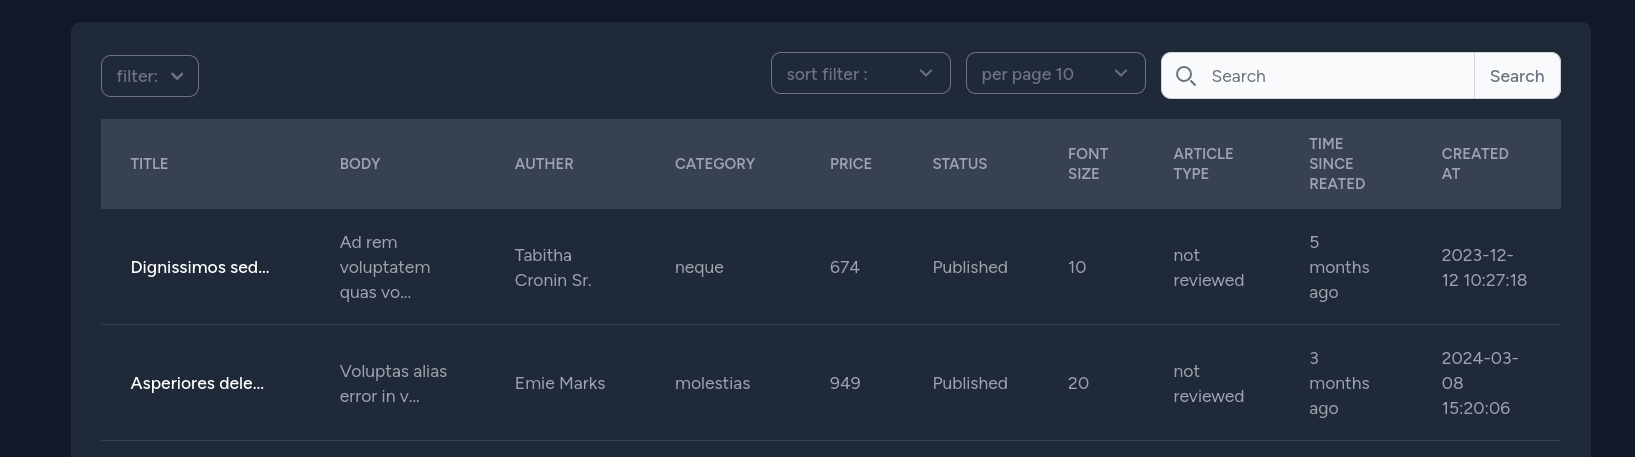 filter:
sort filter :
per page 10
Search
Search
TITLE
BODY
AUTHER
CATEGORY
PRICE
STATUS
FONT
SIZE
ARTICLE
TYPE
TIME
SINCE
REATED
CREATED
AT
Dignissimos sed...
Ad rem
voluptatem
quas vo...
Tabitha
Cronin Sr.
neque
674
Published
10
not
reviewed
5
months
ago
2023-12-
12 10:27:18
Asperiores dele...
Voluptas alias
error in v...
Emie Marks
molestias
949
Published
20
not
reviewed
3
months
ago
2024-03-
08
15:20:06